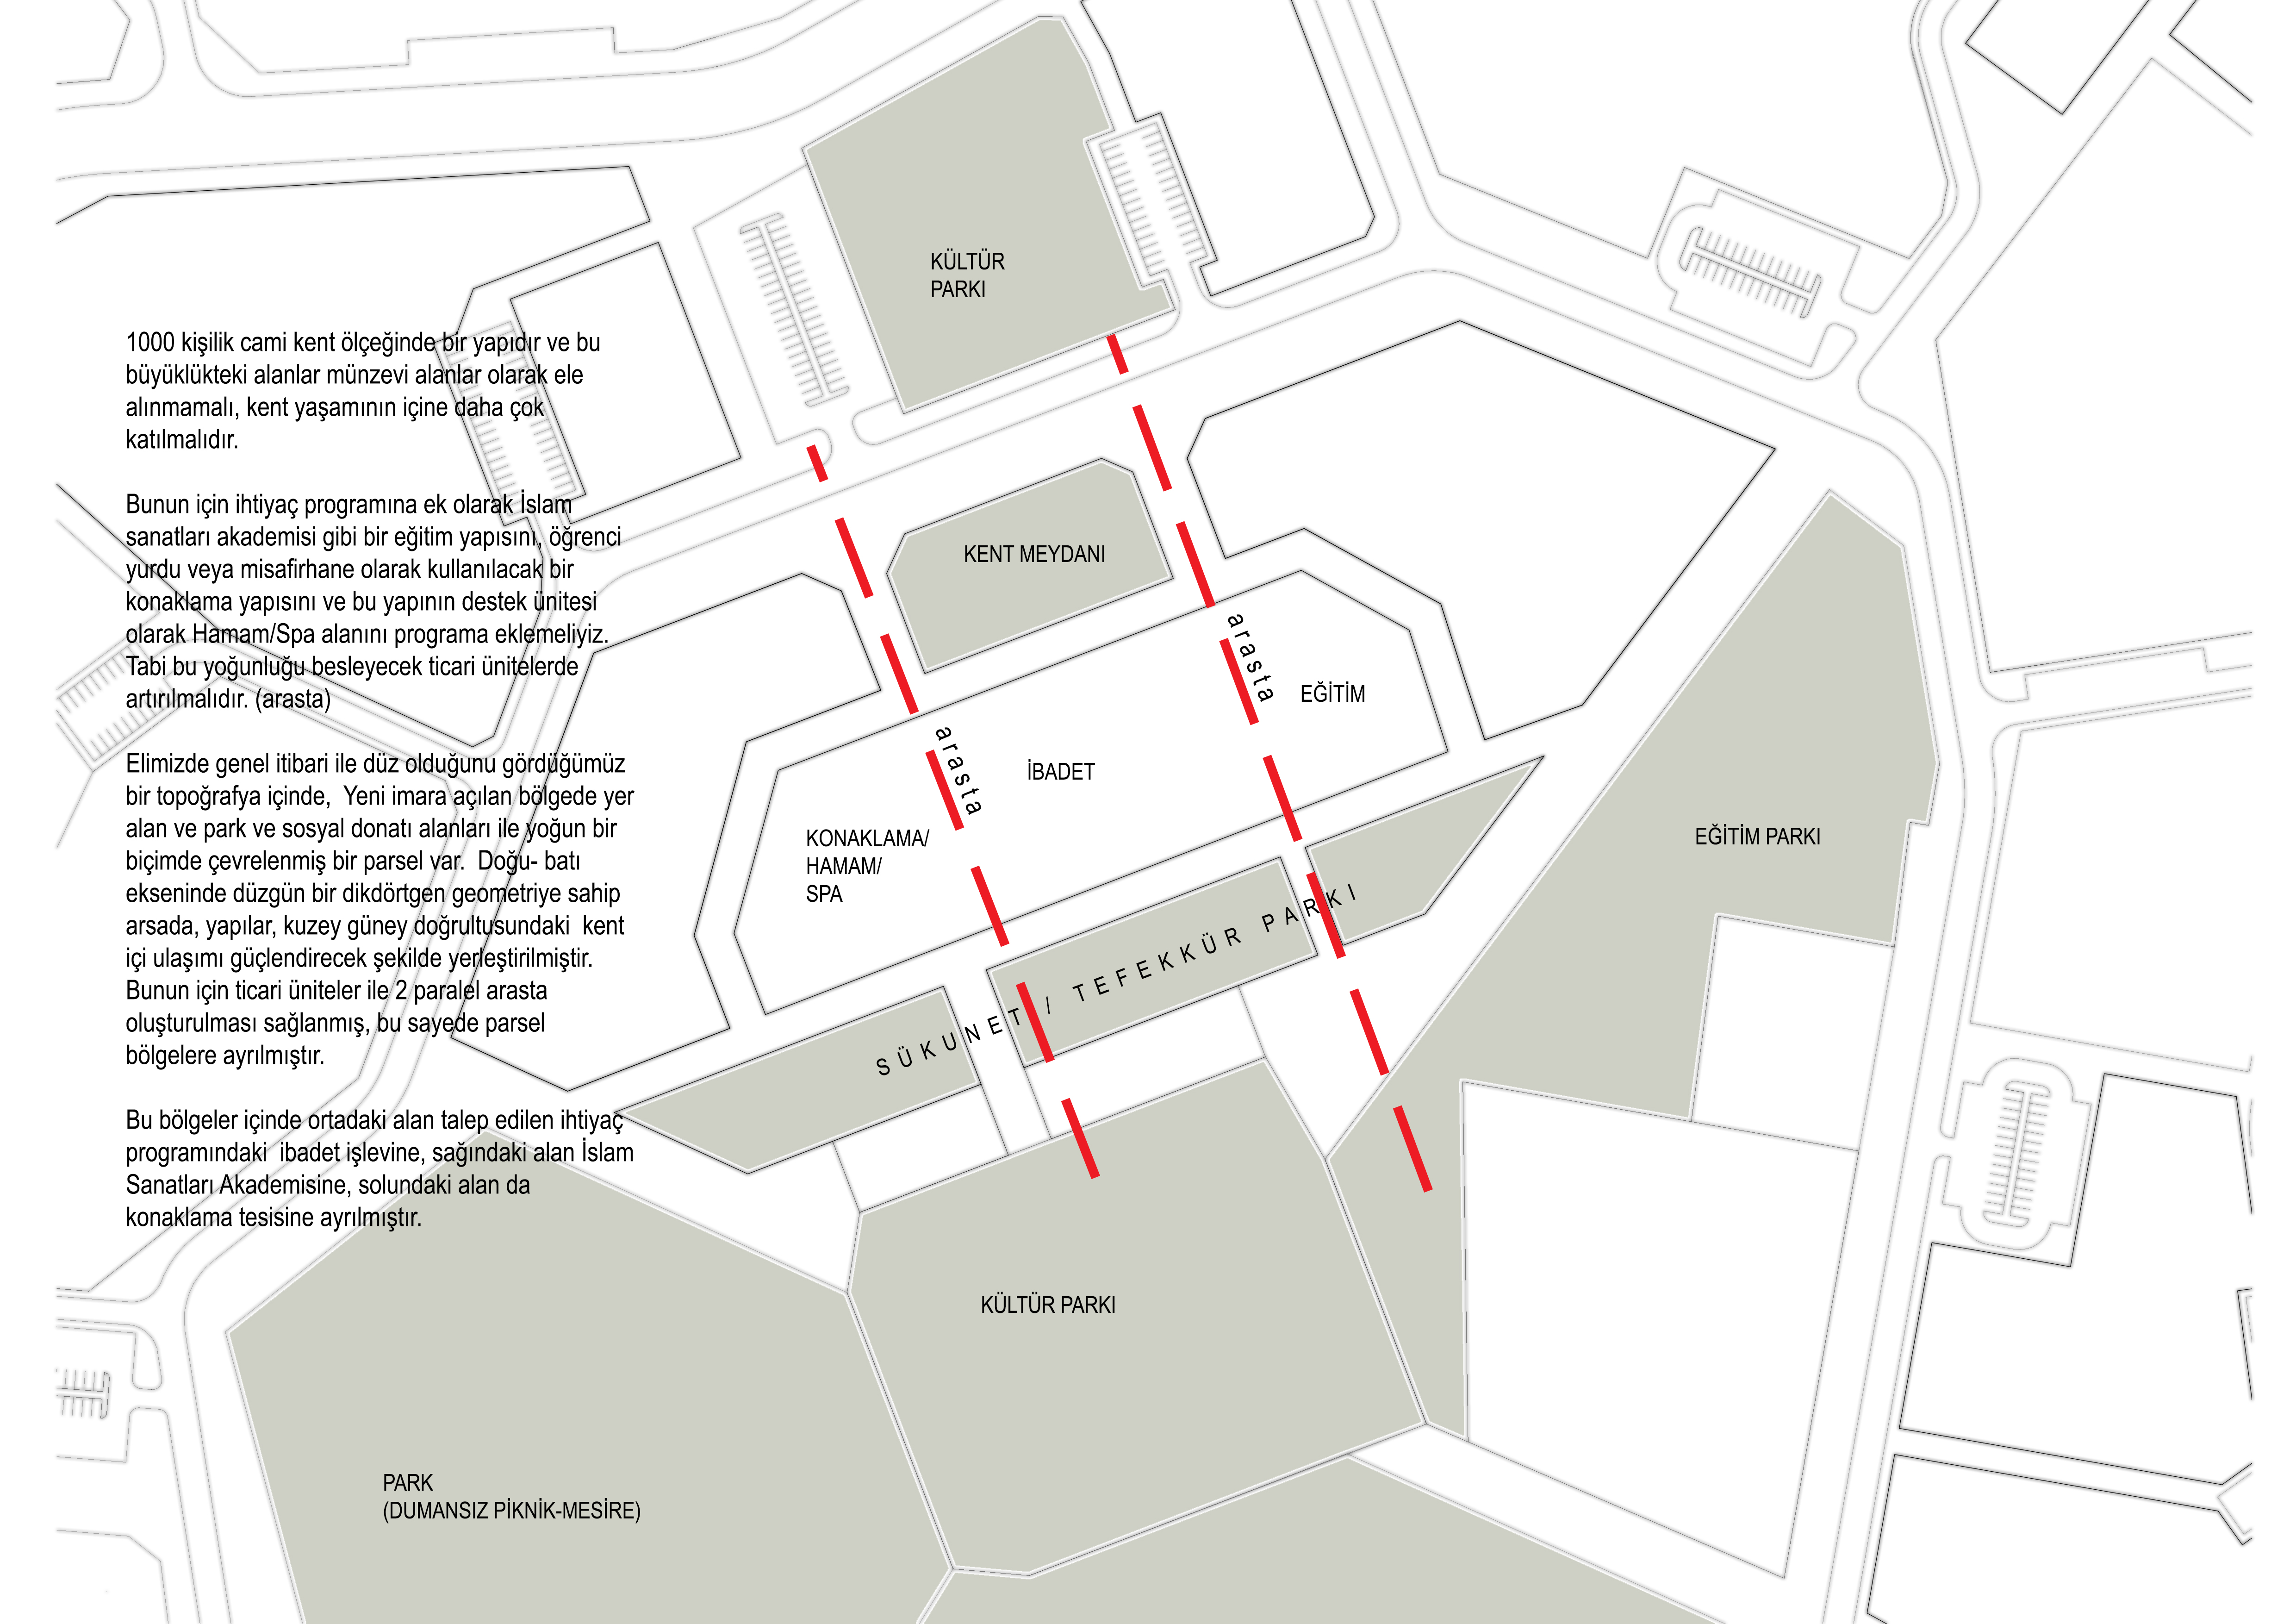 KÜLTÜR
PARKI
1000 kişilik cami kent ölçeğinde bir yapıdır ve bu
büyüklükteki alanlar münzevi alanlar olarak ele
alınmamalı, kent yaşamının içine daha çok
katılmalıdır.
Bunun için ihtiyaç programına ek olarak İslam
sanatları akademisi gibi bir eğitim yapısını, öğrenci
yurdu veya misafirhane olarak kullanılacak bir
konaklama yapısını ve bu yapının destek ünitesi
olarak Hamam/Spa alanını programa eklemeliyiz.
Tabi bu yoğunluğu besleyecek ticari ünitelerde
artırılmalıdır. (arasta)
Elimizde genel itibari ile düz olduğunu gördüğümüz
bir topoğrafya içinde,  Yeni imara açılan bölgede yer
alan ve park ve sosyal donatı alanları ile yoğun bir
biçimde çevrelenmiş bir parsel var.  Doğu- batı
ekseninde düzgün bir dikdörtgen geometriye sahip
arsada, yapılar, kuzey güney doğrultusundaki  kent
içi ulaşımı güçlendirecek şekilde yerleştirilmiştir.
Bunun için ticari üniteler ile 2 paralel arasta
oluşturulması sağlanmış, bu sayede parsel
bölgelere ayrılmıştır.
Bu bölgeler içinde ortadaki alan talep edilen ihtiyaç
programındaki  ibadet işlevine, sağındaki alan İslam
Sanatları Akademisine, solundaki alan da
konaklama tesisine ayrılmıştır.
KENT MEYDANI
arasta
EĞİTİM
arasta
İBADET
KONAKLAMA/
HAMAM/
SPA
EĞİTİM PARKI
SÜKUNET / TEFEKKÜR PARKI
KÜLTÜR PARKI
PARK
(DUMANSIZ PİKNİK-MESİRE)